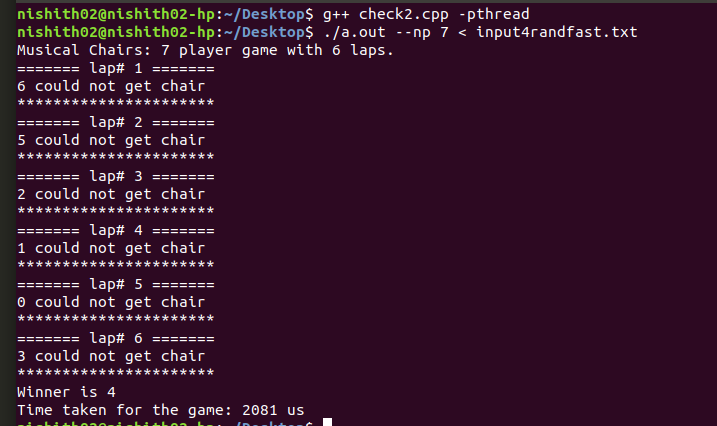 nishith02@nishith02-hp:~/Desktop$ g++ check2.cpp -pthread
nishith02@nishith02-hp:~/Desktop$ ./a.out --np 7 < input4randfast.txt
Musical Chairs: 7 player game with 6 laps.
======= lap# 1 =======
6 could not get chair
**********************
======= lap# 2 =======
5 could not get chair
**********************
======= lap# 3 =======
2 could not get chair
**********************
======= lap# 4 =======
1 could not get chair
**********************
======= lap# 5 =======
0 could not get chair
**********************
======= lap# 6 =======
3 could not get chair
**********************
Winner is 4
Time taken for the game: 2081 us
nishith02@nishith02-hp:~/Desktop$